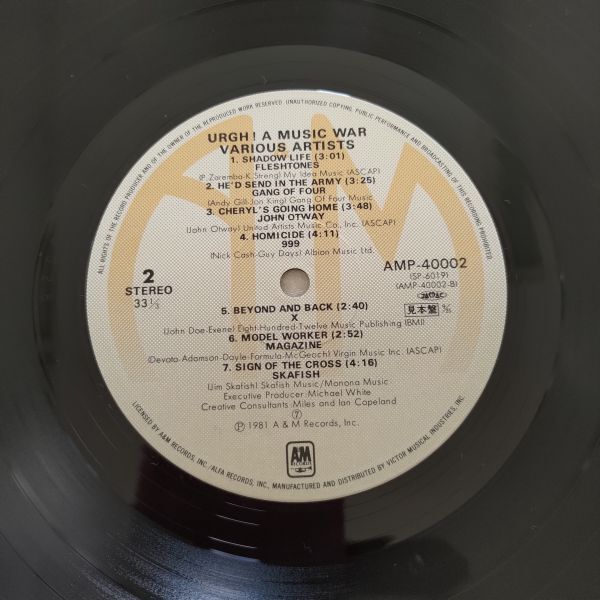 ALL RIGHTS OF THE RECORD PRODUCER AND OF THE OWNER OF THE REPRODUCED WORK RESERVED. UNAUTHORIZED COPYING, PUBLIC PERFORMANCE AND BROADCASTING OF THIS RECORDING PROHIBITED
URGH! A MUSIC WAR
VARIOUS ARTISTS
1. SHADOW LIFE (3:01)
FLESHTONES
(P. Zaremba-K. Streng) My Idea Music (ASCAP)
2. HE'D SEND IN THE ARMY (3:25)
GANG OF FOUR
(Andy Gill Jon King) Gang Of Four Music
3. CHERYL'S GOING HOME (3:48)
JOHN OTWAY
(John Otway) United Artists Music Co., Inc. (ASCAP)
4. HOMICIDE (4:11)
999
(Nick Cash-Guy Days) Albion Music Ltd.
2
STEREO
33 1/3
AMP-40002
(SP-6019)
(AMP-40002-B)
見本盤
5. BEYOND AND BACK (2:40)
X
(John Doe-Exene) Eight-Hundred-Twelve Music Publishing (BMI)
6. MODEL WORKER (2:52)
MAGAZINE
(Devoto-Adamson-Doyle-Formula-McGeoch) Virgin Music Inc. (ASCAP)
7. SIGN OF THE CROSS (4:16)
SKAFISH
(Jim Skafish) Skafish Music/Monona Music
Executive Producer: Michael White
Creative Consultants: Miles and Ian Copeland
⑦
Ⓟ 1981 A & M Records, Inc.
AM
RECORDS
LICENSED BY A&M RECORDS, INC./ALFA RECORDS, INC., MANUFACTURED AND DISTRIBUTED BY VICTOR MUSICAL INDUSTRIES, INC.